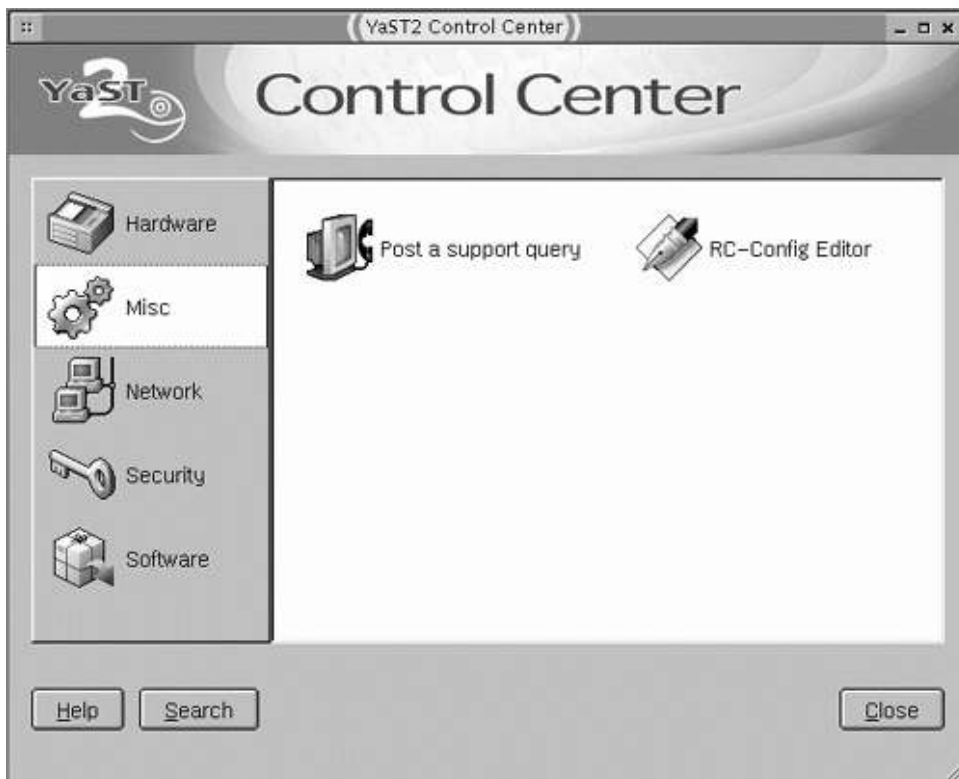 YaST2 Control Center
YaST 2 Control Center
Hardware
Misc
Network
Security
Software
Post a support query
RC-Config Editor
Help
Search
Close